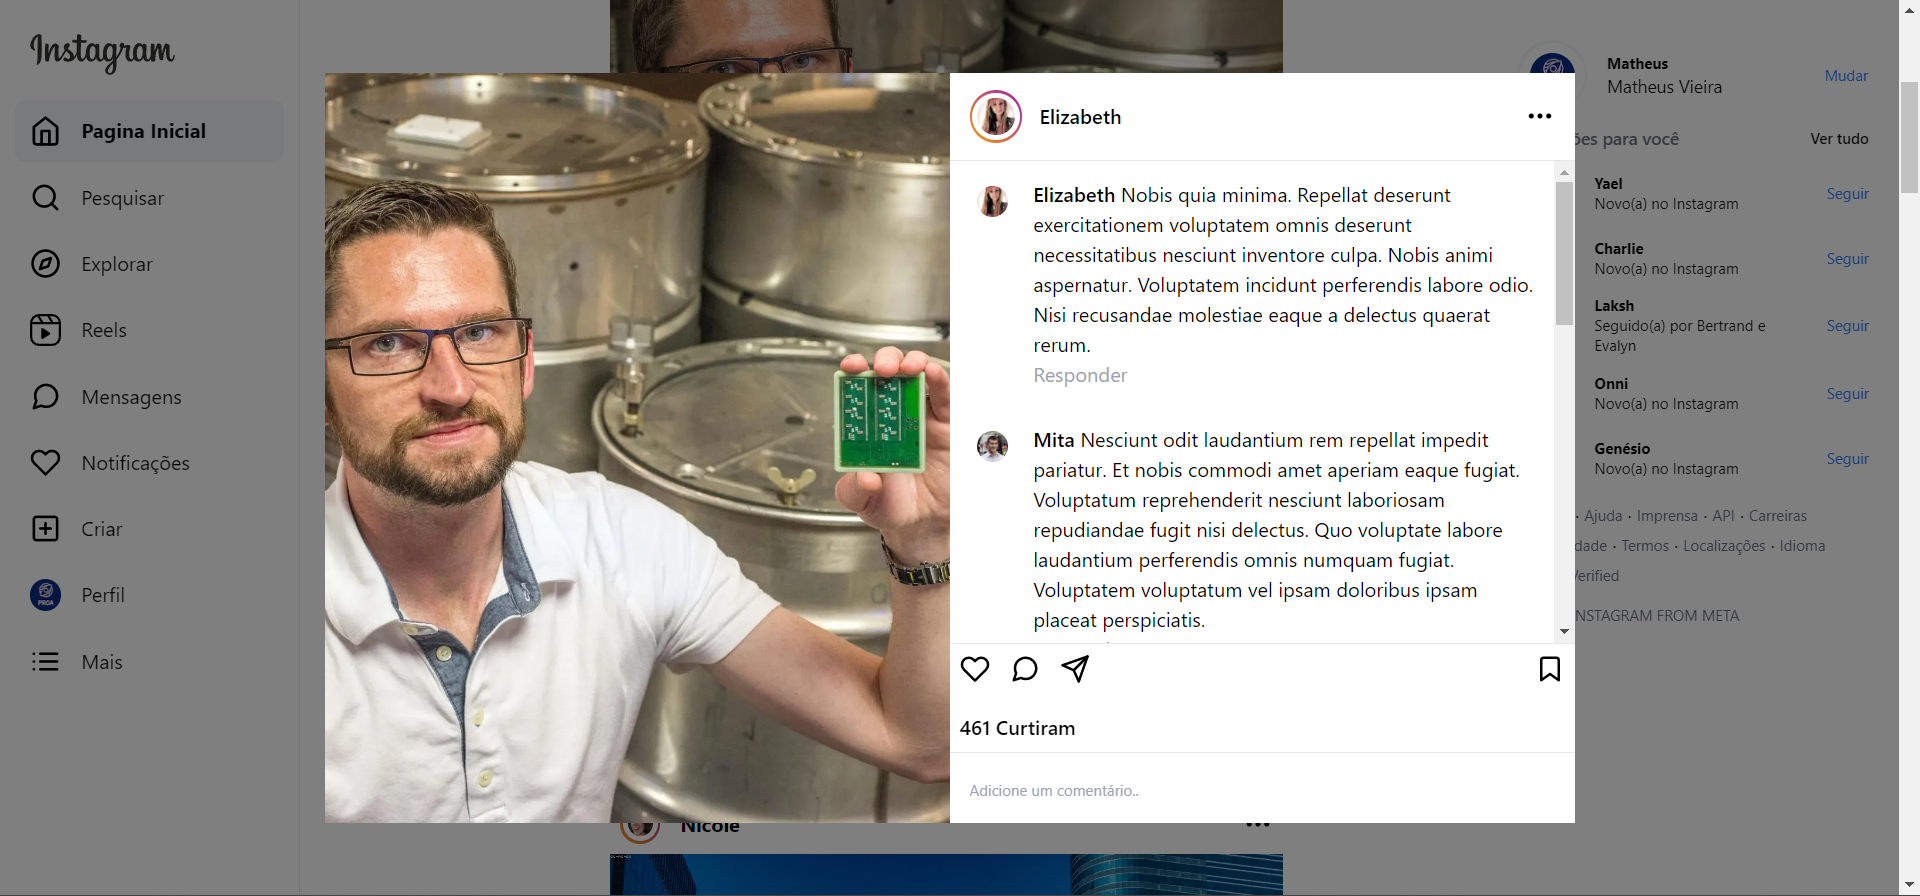 Instagram
Pagina Inicial
Pesquisar
Explorar
Reels
Mensagens
Notificações
Criar
PROA
Perfil
Mais
Elizabeth
Elizabeth Nobis quia minima. Repellat deserunt
exercitationem voluptatem omnis deserunt
necessitatibus nesciunt inventore culpa. Nobis animi
aspernatur. Voluptatem incidunt perferendis labore odio.
Nisi recusandae molestiae eaque a delectus quaerat
rerum.
Responder
Mita Nesciunt odit laudantium rem repellat impedit
pariatur. Et nobis commodi amet aperiam eaque fugiat.
Voluptatum reprehenderit nesciunt laboriosam
repudiandae fugit nisi delectus. Quo voluptate labore
laudantium perferendis omnis numquam fugiat.
Voluptatem voluptatum vel ipsam doloribus ipsam
placeat perspiciatis.
461 Curtiram
Adicione um comentário..
Nicole
Matheus
Matheus Vieira
Mudar
ões para você
Ver tudo
Yael
Novo(a) no Instagram
Seguir
Charlie
Novo(a) no Instagram
Seguir
Laksh
Seguido(a) por Bertrand e
Evalyn
Seguir
Onni
Novo(a) no Instagram
Seguir
Genésio
Novo(a) no Instagram
Seguir
· Ajuda · Imprensa · API · Carreiras
dade · Termos · Localizações · Idioma
Verified
NSTAGRAM FROM META